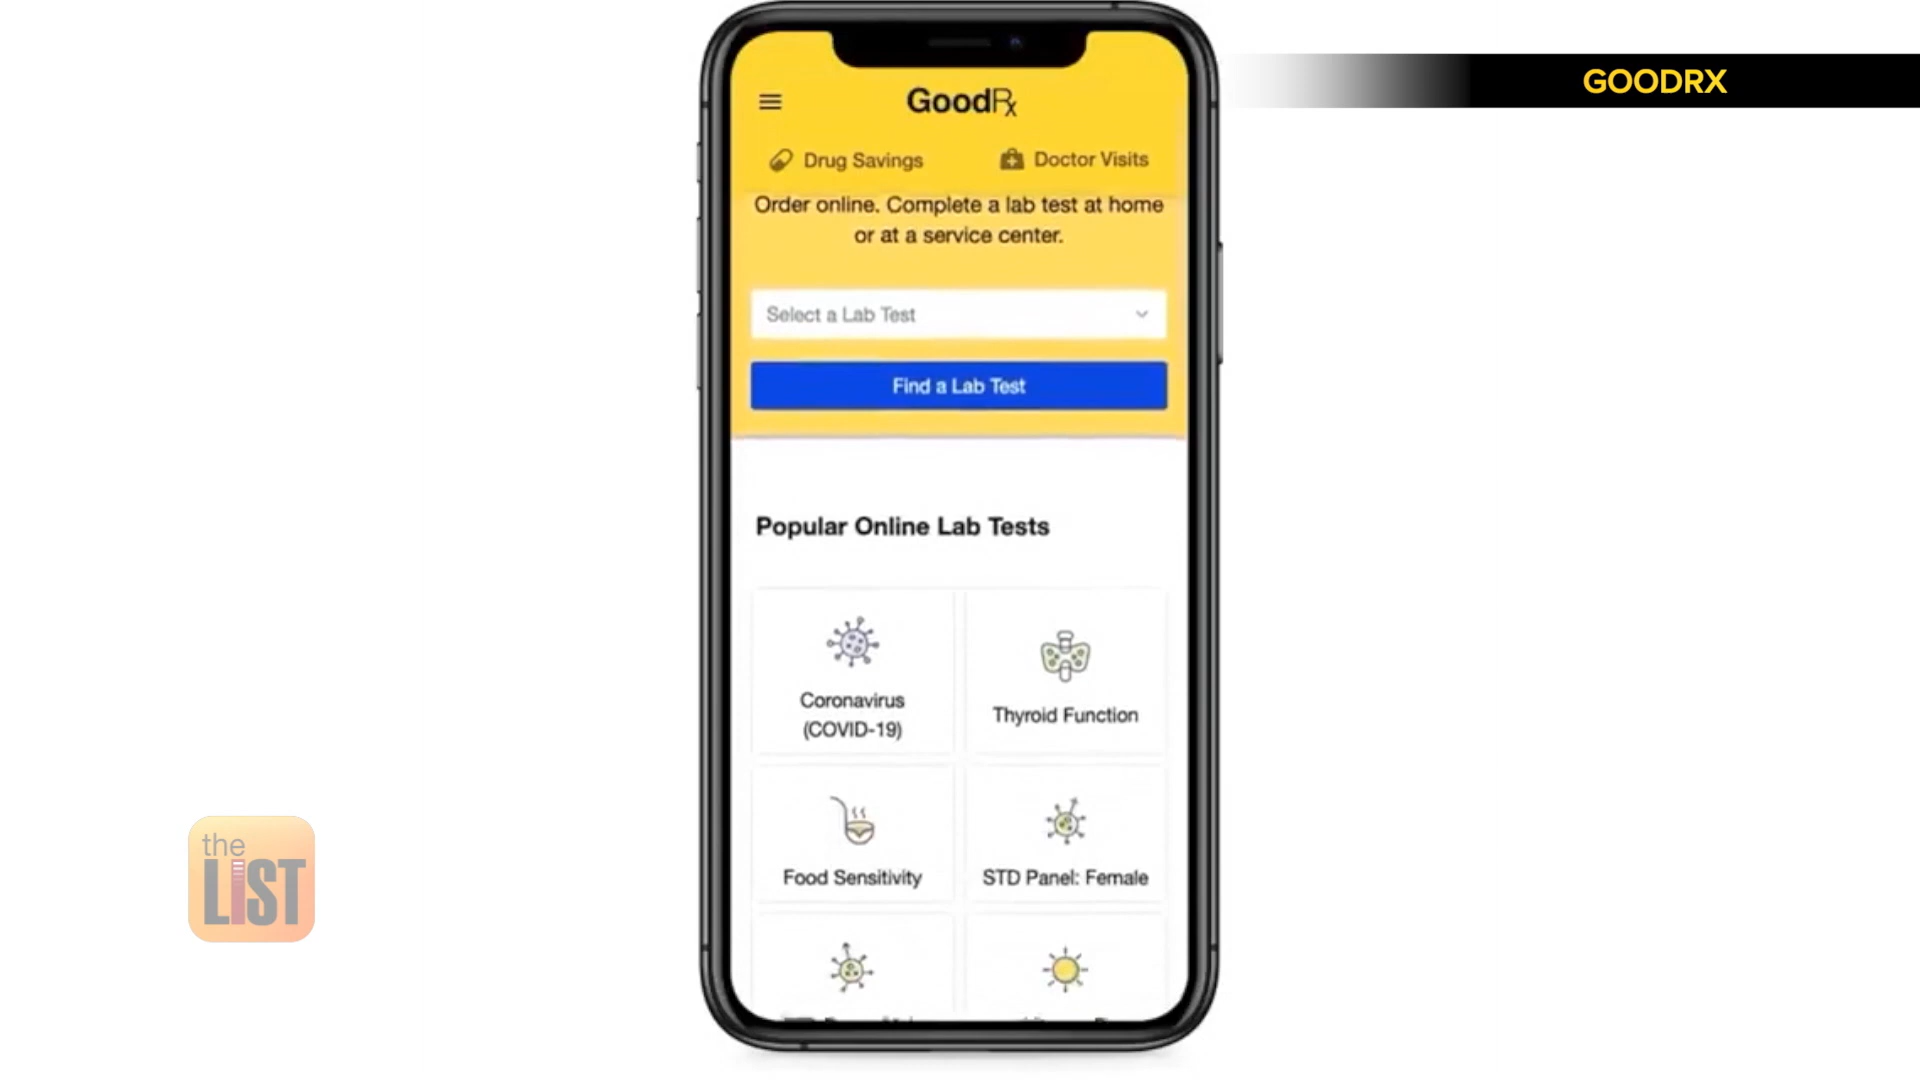 GOODRX
GoodRx
Drug Savings
Doctor Visits
Order online. Complete a lab test at home
or at a service center.
Select a Lab Test
Find a Lab Test
Popular Online Lab Tests
Coronavirus
(COVID-19)
Thyroid Function
Food Sensitivity
STD Panel: Female
the
LIST